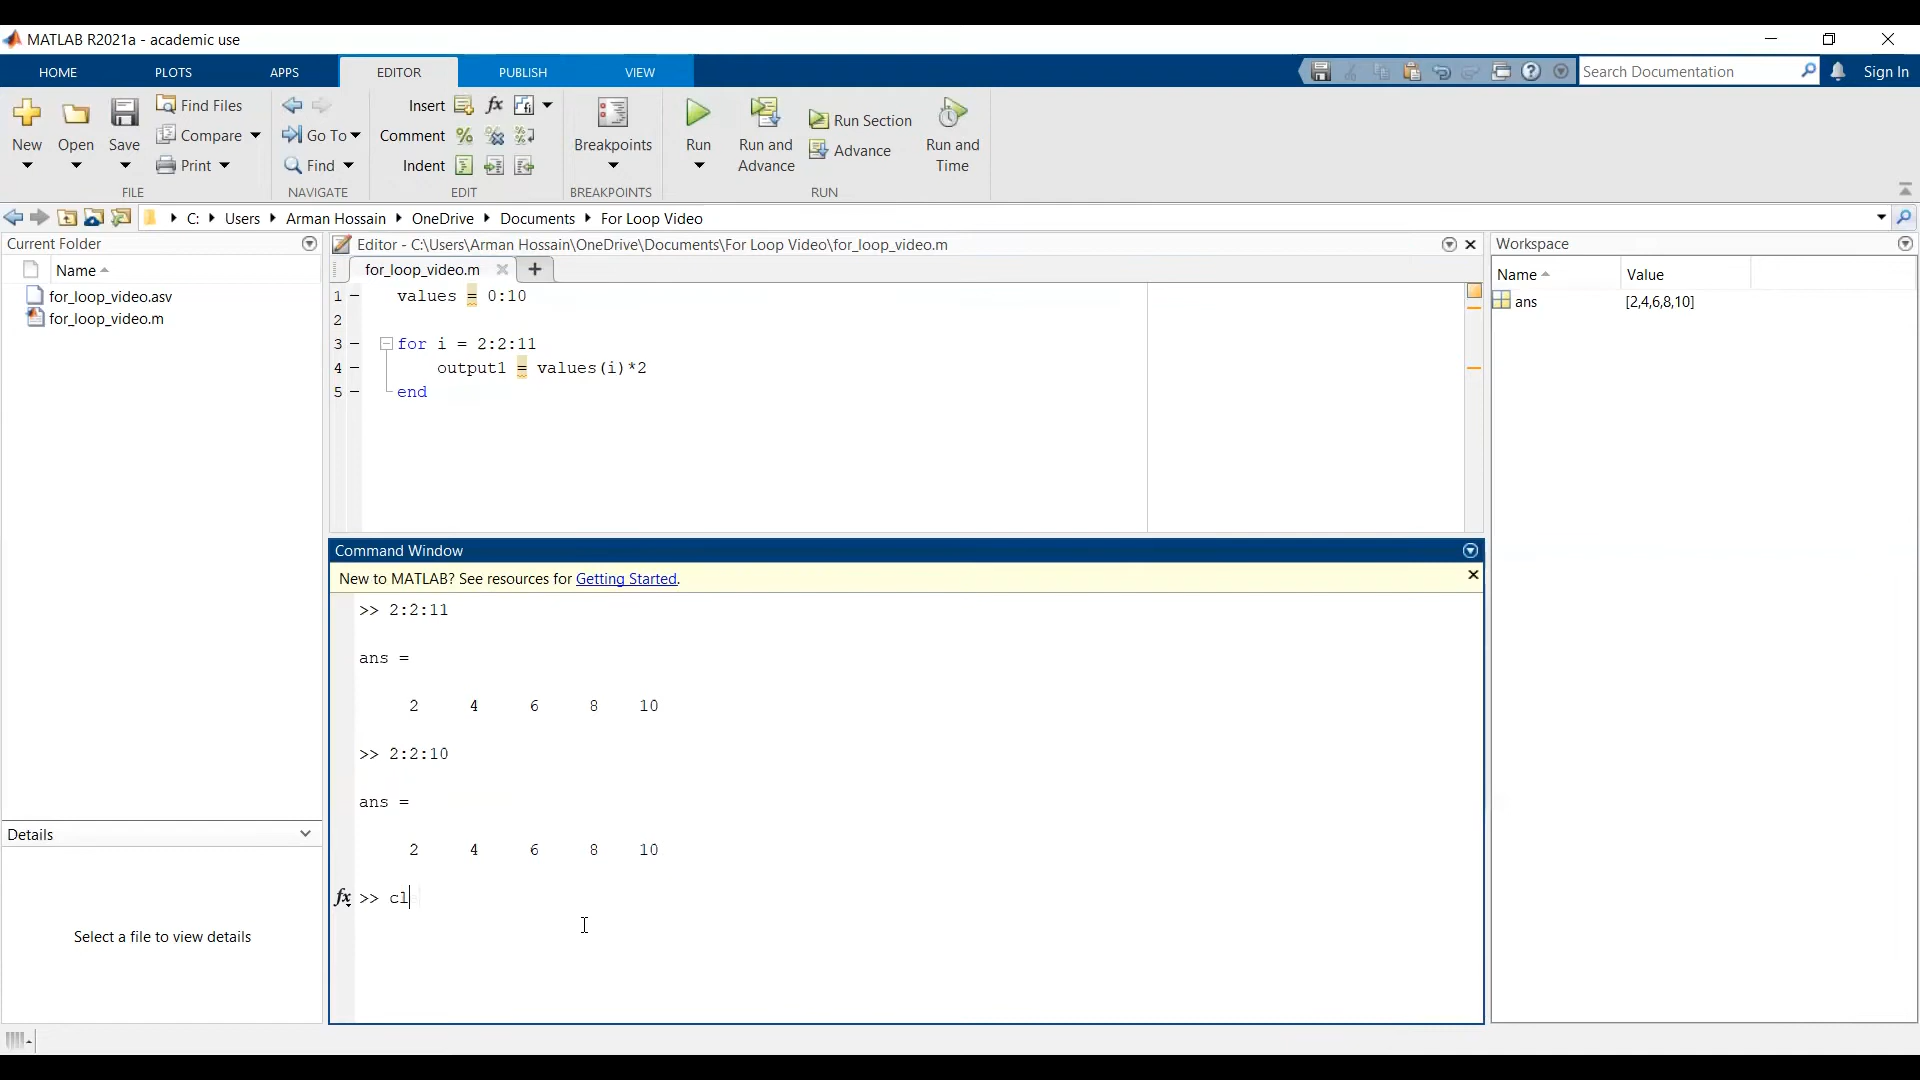 MATLAB R2021a - academic use
HOME PLOTS APPS EDITOR PUBLISH VIEW Search Documentation Sign In
New Open Save Find Files Compare Print FILE
Go To Find NAVIGATE
Insert fx Comment Indent EDIT
Breakpoints BREAKPOINTS
Run Run and Advance Run Section Advance Run and Time RUN
C: Users Arman Hossain OneDrive Documents For Loop Video
Current Folder
Name
for_loop_video.asv
for_loop_video.m
Details
Select a file to view details
Editor - C:\Users\Arman Hossain\OneDrive\Documents\For Loop Video\for_loop_video.m
for_loop_video.m
1 values = 0:10
2
3 for i = 2:2:11
4 output1 = values(i)*2
5 end
Command Window
New to MATLAB? See resources for Getting Started.
>> 2:2:11
ans =
2 4 6 8 10
>> 2:2:10
ans =
2 4 6 8 10
fx >> cl
Workspace
Name Value
ans [2,4,6,8,10]